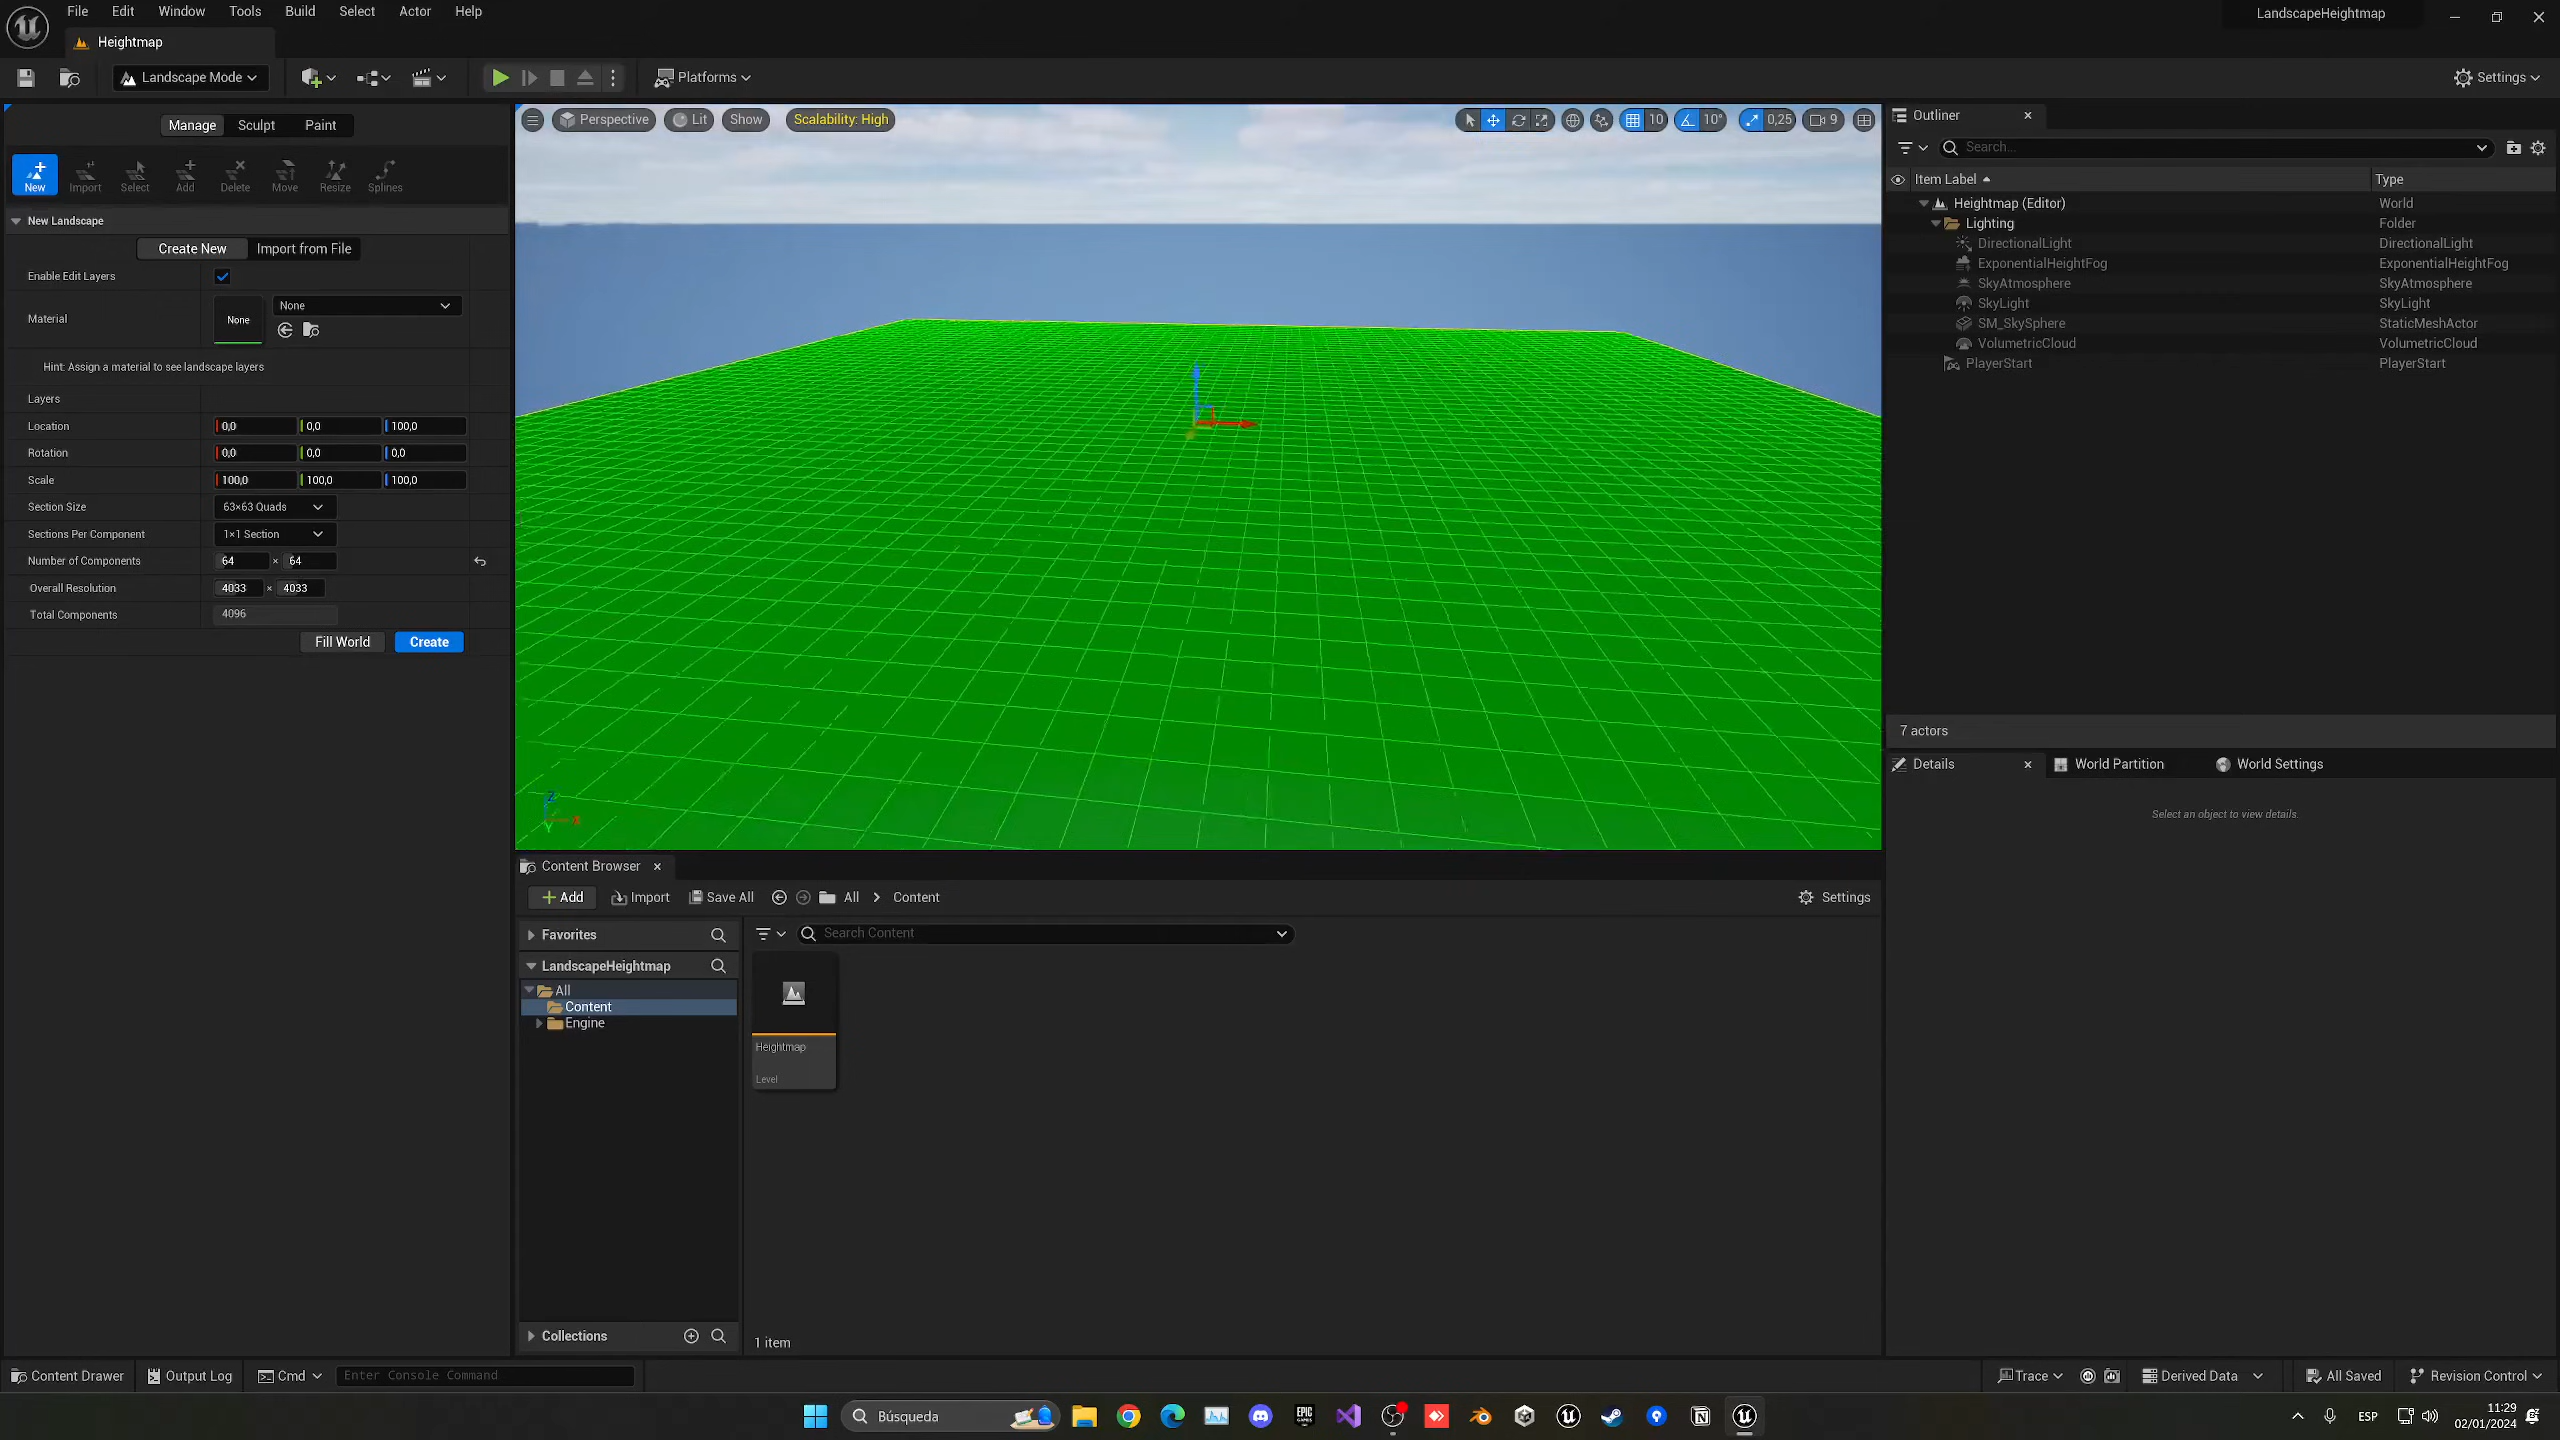 File Edit Window Tools Build Select Actor Help
LandscapeHeightmap
Heightmap
Landscape Mode
Platforms
Settings
Manage Sculpt Paint
New Import Select Add Delete Move Resize Splines
New Landscape
Create New Import from File
Enable Edit Layers
Material
None
None
Hint: Assign a material to see landscape layers
Layers
Location 0,0 0,0 100,0
Rotation 0,0 0,0 0,0
Scale 100,0 100,0 100,0
Section Size 63×63 Quads
Sections Per Component 1×1 Section
Number of Components 64 × 64
Overall Resolution 4033 × 4033
Total Components 4096
Fill World Create
Perspective Lit Show Scalability: High
10 10° 0,25 9
Z
X
Y
Outliner
Search...
Item Label Type
Heightmap (Editor) World
Lighting Folder
DirectionalLight DirectionalLight
ExponentialHeightFog ExponentialHeightFog
SkyAtmosphere SkyAtmosphere
SkyLight SkyLight
SM_SkySphere StaticMeshActor
VolumetricCloud VolumetricCloud
PlayerStart PlayerStart
7 actors
Details World Partition World Settings
Select an object to view details.
Content Browser
Add Import Save All All > Content Settings
Favorites
Search Content
LandscapeHeightmap
All
Content
Engine
Heightmap
Level
Collections
1 item
Content Drawer Output Log Cmd Enter Console Command
Trace Derived Data All Saved Revision Control
Búsqueda
EPIC GAMES
ESP
11:29
02/01/2024